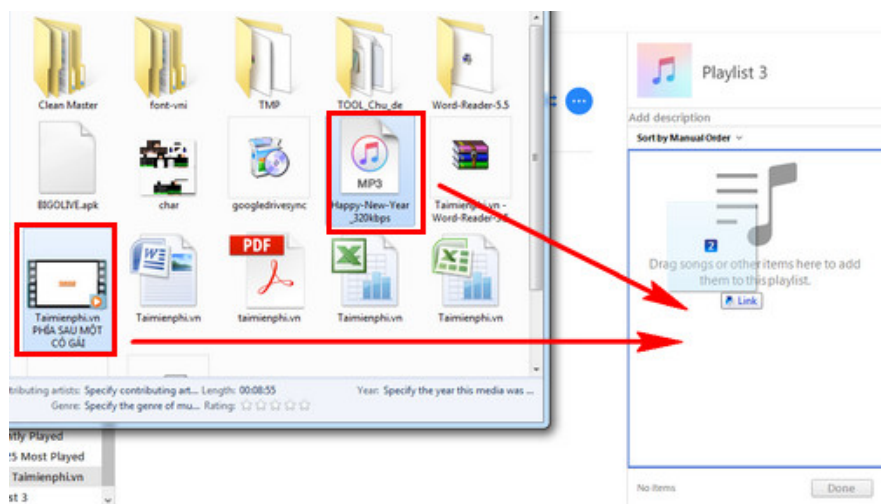 Clean Master
font-vni
TMP
TOOL_Chu_de
Word-Reader-5.5
MP3
BIGOLIVE.apk
char
googledrivesync
Happy-New-Year
_320kbps
Taimienphi.vn -
Word-Reader-5.5
PDF
Taimienphi.vn
PHÍA SAU MỘT
CÔ GÁI
Taimienphi.vn
taimienphi.vn
Taimienphi.vn
Taimienphi.vn
tributing artists: Specify contributing art... Length: 00:08:55 Year: Specify the year this media was ...
Genre: Specify the genre of mu... Rating:
tly Played
25 Most Played
Taimienphi.vn
st 3
Playlist 3
Add description
Sort by Manual Order
2
Drag songs or other items here to add
them to this playlist.
Link
No items
Done